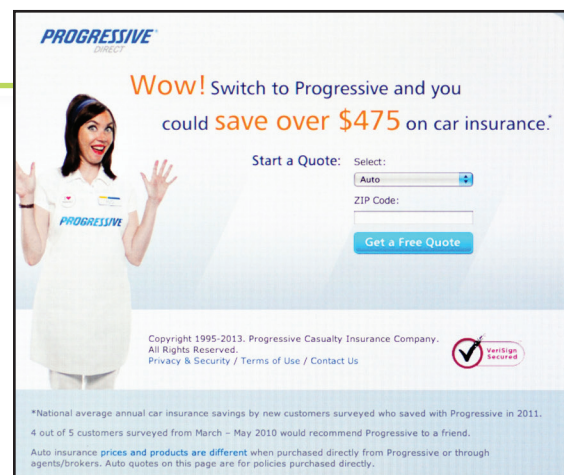 PROGRESSIVE
DIRECT
Wow! Switch to Progressive and you
could save over $475 on car insurance.*
Start a Quote: Select:
Auto
ZIP Code:
PROGRESSIVE
Get a Free Quote
Copyright 1995-2013. Progressive Casualty Insurance Company.
All Rights Reserved.
Privacy & Security / Terms of Use / Contact Us
VeriSign
Secured
*National average annual car insurance savings by new customers surveyed who saved with Progressive in 2011.
4 out of 5 customers surveyed from March – May 2010 would recommend Progressive to a friend.
Auto insurance prices and products are different when purchased directly from Progressive or through
agents/brokers. Auto quotes on this page are for policies purchased directly.